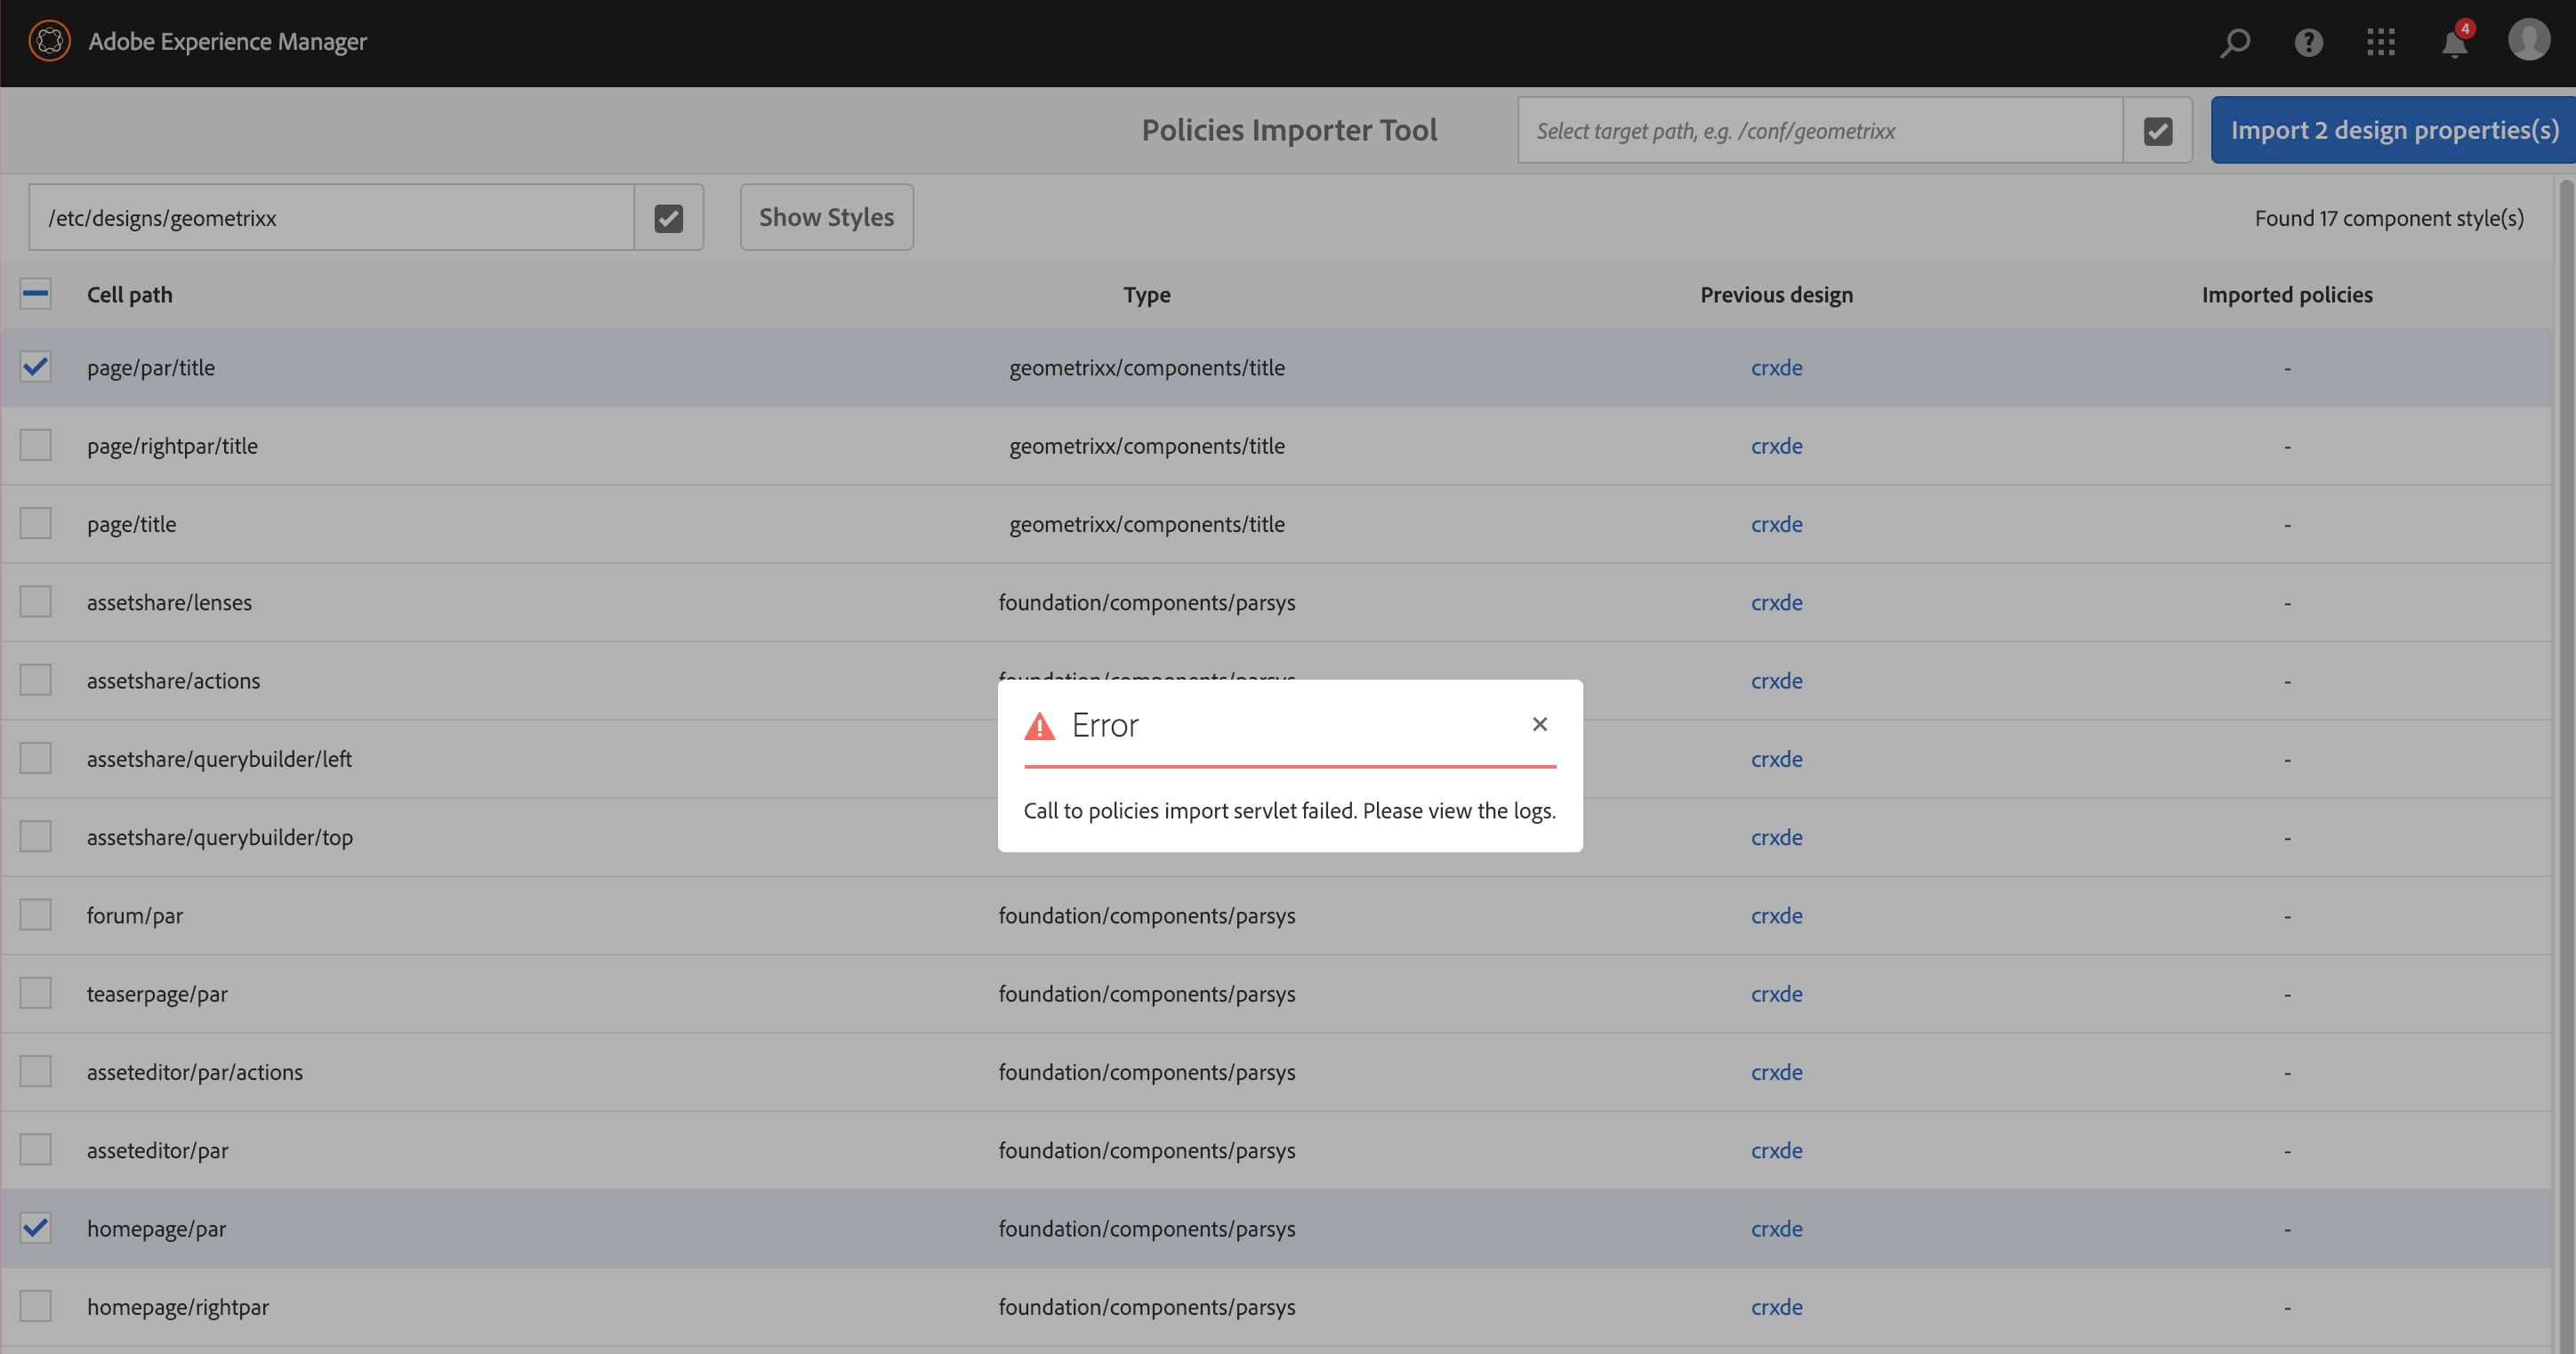 Adobe Experience Manager
4
Policies Importer Tool
Select target path, e.g. /conf/geometrixx
Import 2 design properties(s)
/etc/designs/geometrixx
Show Styles
Found 17 component style(s)
Cell path Type Previous design Imported policies
page/par/title geometrixx/components/title crxde -
page/rightpar/title geometrixx/components/title crxde -
page/title geometrixx/components/title crxde -
assetshare/lenses foundation/components/parsys crxde -
assetshare/actions foundation/components/parsys crxde -
assetshare/querybuilder/left crxde -
assetshare/querybuilder/top crxde -
Error
Call to policies import servlet failed. Please view the logs.
forum/par foundation/components/parsys crxde -
teaserpage/par foundation/components/parsys crxde -
asseteditor/par/actions foundation/components/parsys crxde -
asseteditor/par foundation/components/parsys crxde -
homepage/par foundation/components/parsys crxde -
homepage/rightpar foundation/components/parsys crxde -